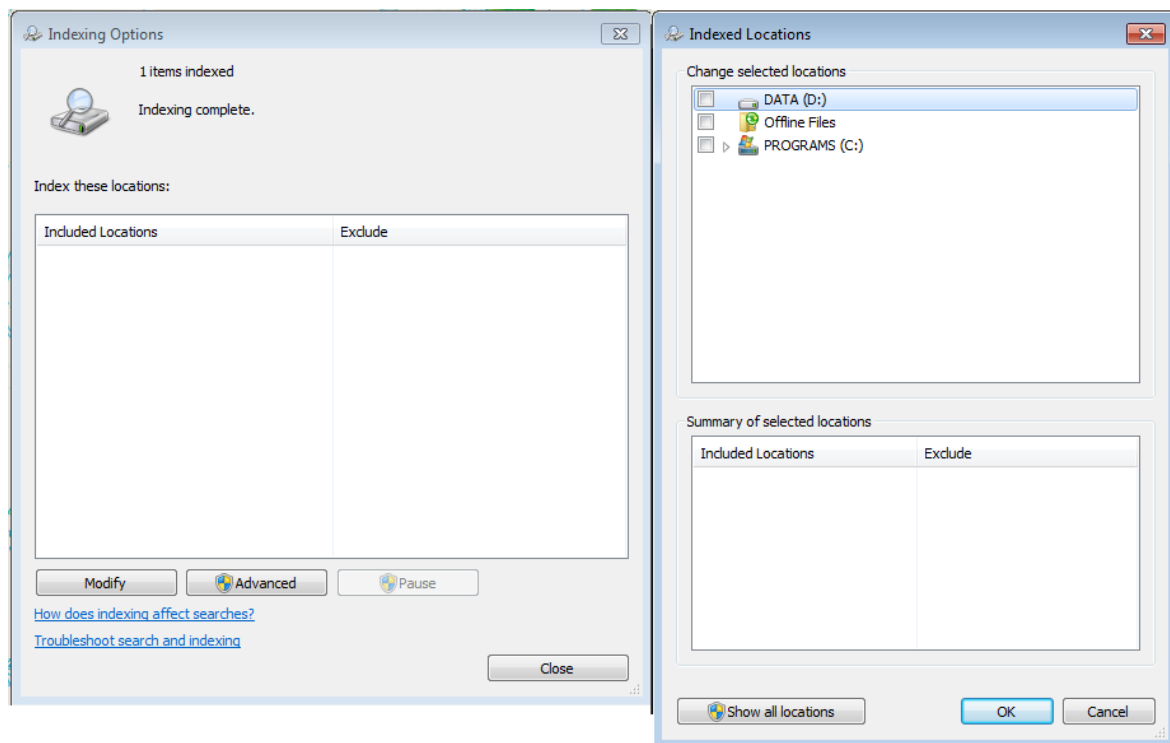 Indexing Options
1 items indexed
Indexing complete.
Index these locations:
Included Locations Exclude
Modify Advanced Pause
How does indexing affect searches?
Troubleshoot search and indexing
Close
Indexed Locations
Change selected locations
DATA (D:)
Offline Files
PROGRAMS (C:)
Summary of selected locations
Included Locations Exclude
Show all locations OK Cancel